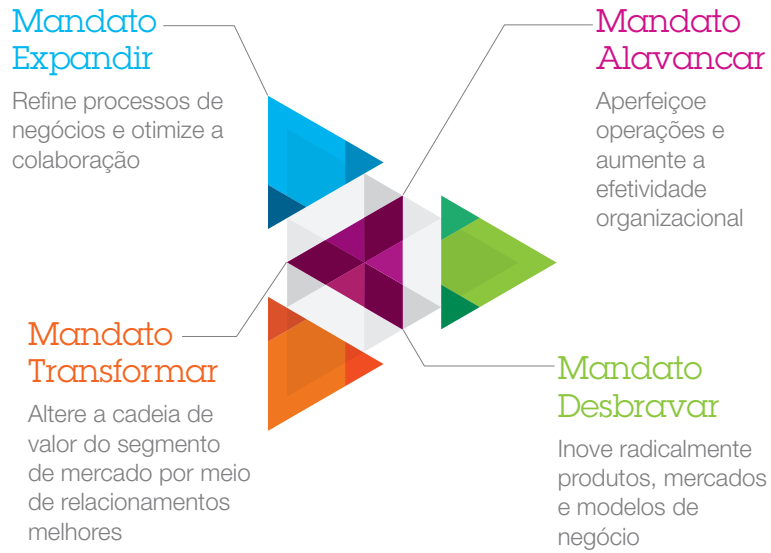 Mandato
Expandir
Refine processos de
negócios e otimize a
colaboração
Mandato
Alavancar
Aperfeiçoe
operações e
aumente a
efetividade
organizacional
Mandato
Transformar
Altere a cadeia de
valor do segmento
de mercado por meio
de relacionamentos
melhores
Mandato
Desbravar
Inove radicalmente
produtos, mercados
e modelos de
negócio